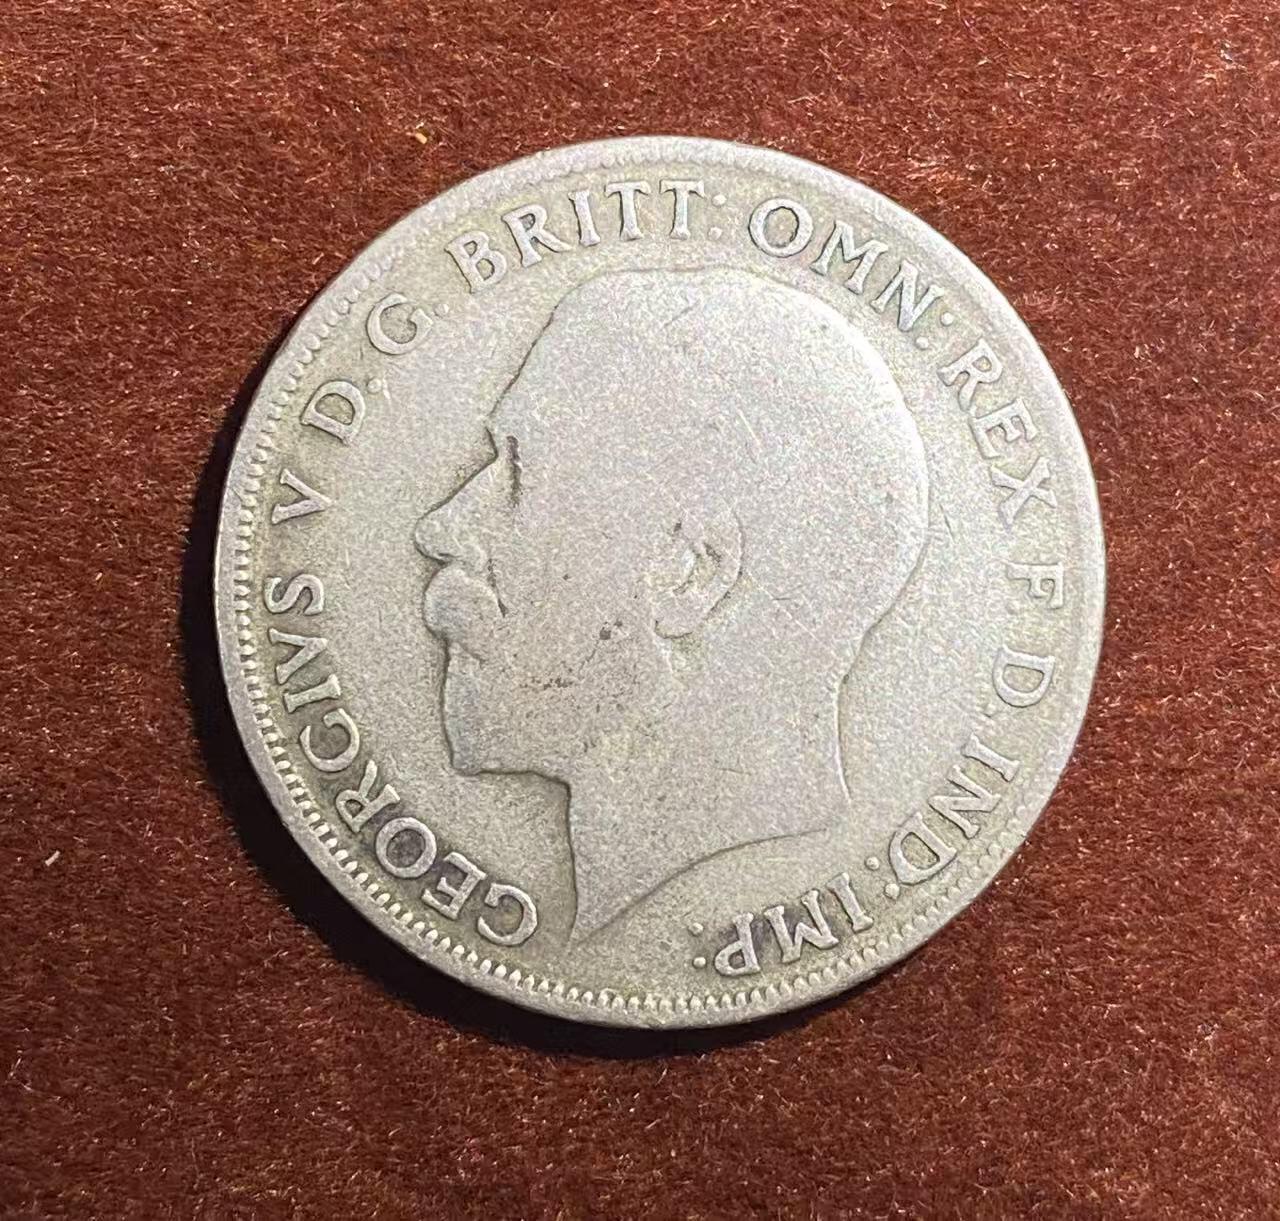 GEORGIVS V D.G. BRITT: OMN: REX F.D. IND: IMP: